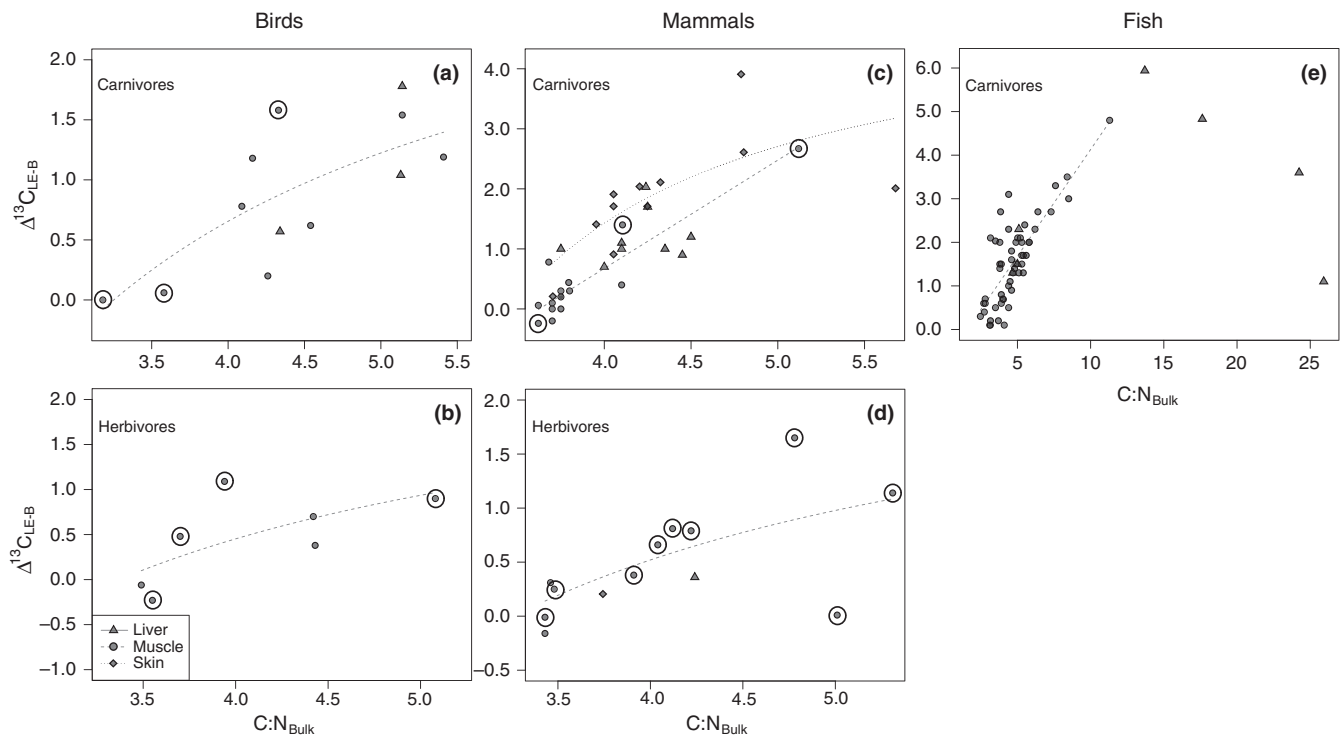 Birds
Mammals
Fish
(a)
Carnivores
2.0
1.5
1.0
0.5
0.0
Δ¹³C_LE-B
3.5
4.0
4.5
5.0
5.5
(c)
Carnivores
4.0
3.0
2.0
1.0
0.0
4.0
4.5
5.0
5.5
(e)
Carnivores
6.0
5.0
4.0
3.0
2.0
1.0
0.0
5
10
15
20
25
C:N_Bulk
(b)
Herbivores
2.0
1.5
1.0
0.5
0.0
−0.5
−1.0
Δ¹³C_LE-B
Liver
Muscle
Skin
3.5
4.0
4.5
5.0
C:N_Bulk
(d)
Herbivores
2.0
1.5
1.0
0.5
0.0
−0.5
3.5
4.0
4.5
5.0
C:N_Bulk